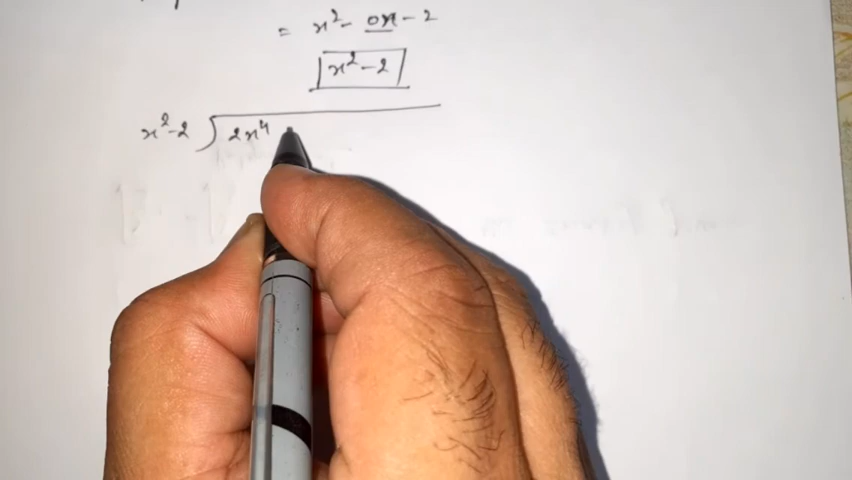 = x² - 0x - 2
x² - 2
x² - 2 ) 2x⁴